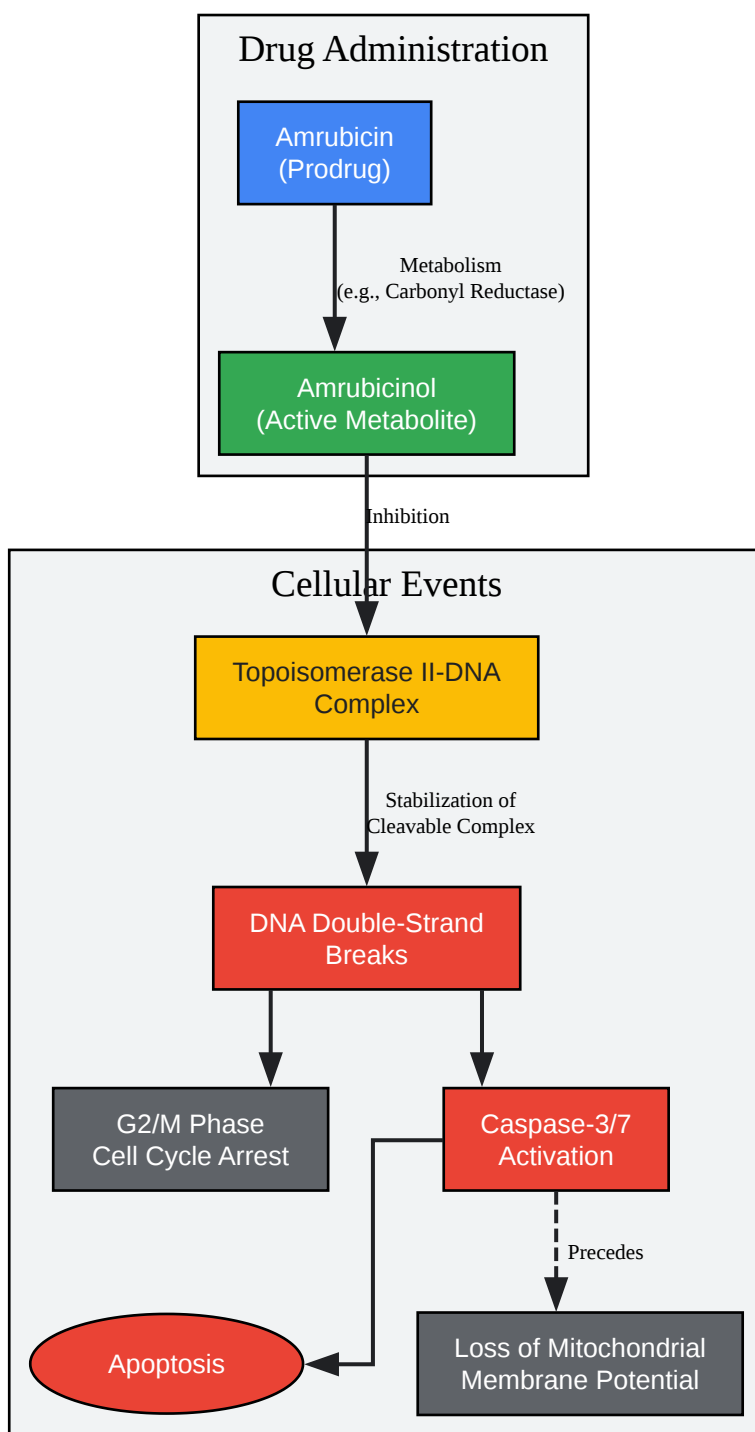 Drug Administration
Amrubicin
(Prodrug)
Metabolism
(e.g., Carbonyl Reductase)
Amrubicinol
(Active Metabolite)
Inhibition
Cellular Events
Topoisomerase II-DNA
Complex
Stabilization of
Cleavable Complex
DNA Double-Strand
Breaks
G2/M Phase
Cell Cycle Arrest
Caspase-3/7
Activation
Precedes
Apoptosis
Loss of Mitochondrial
Membrane Potential